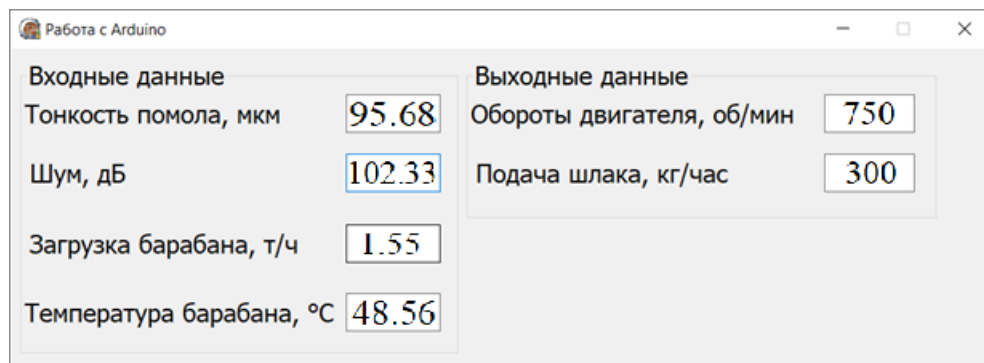 Работа с Arduino
Входные данные
Тонкость помола, мкм 95.68
Шум, дБ 102.33
Загрузка барабана, т/ч 1.55
Температура барабана, °C 48.56
Выходные данные
Обороты двигателя, об/мин 750
Подача шлака, кг/час 300